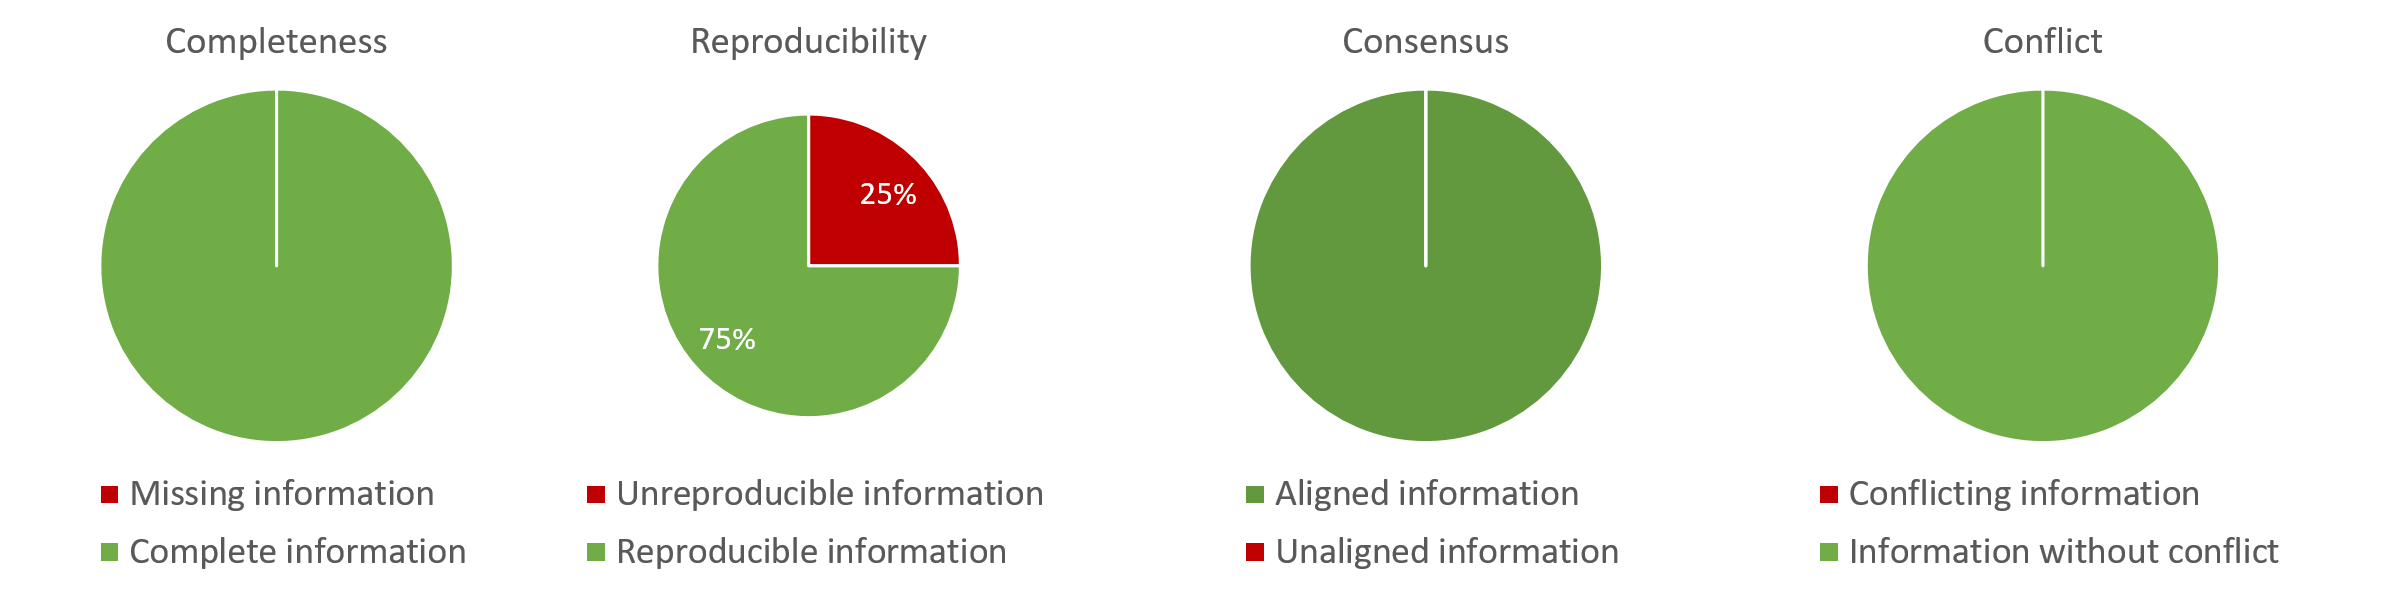 Completeness
Missing information
Complete information
Reproducibility
25%
75%
Unreproducible information
Reproducible information
Consensus
Aligned information
Unaligned information
Conflict
Conflicting information
Information without conflict